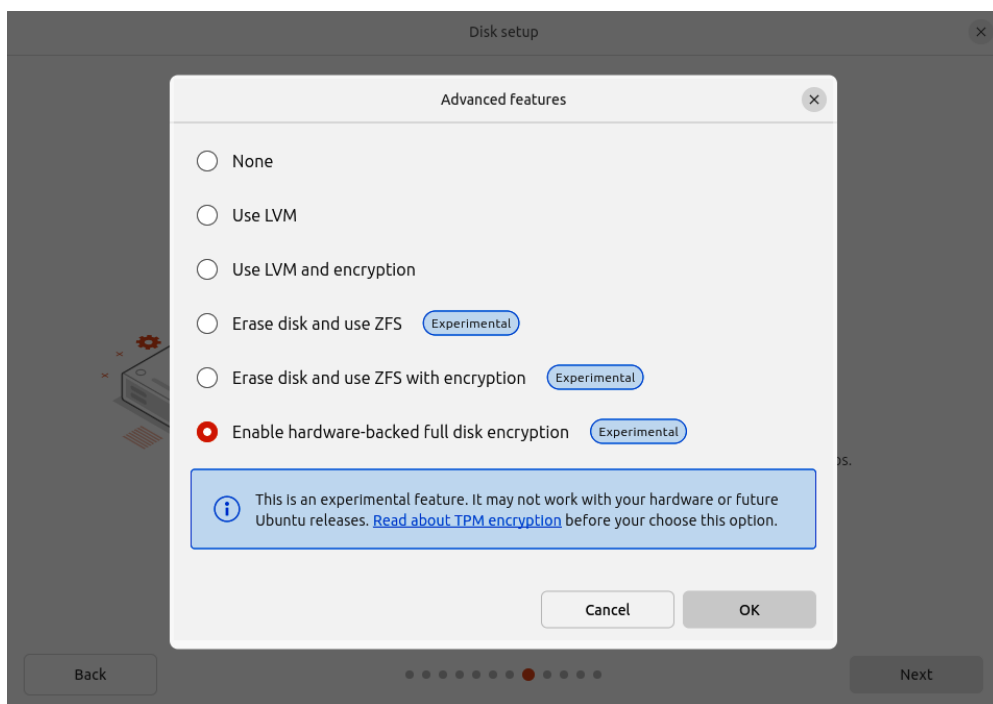 Disk setup
Advanced features
None
Use LVM
Use LVM and encryption
Erase disk and use ZFS Experimental
Erase disk and use ZFS with encryption Experimental
Enable hardware-backed full disk encryption Experimental
os.
This is an experimental feature. It may not work with your hardware or future
Ubuntu releases. Read about TPM encryption before your choose this option.
Cancel OK
Back Next